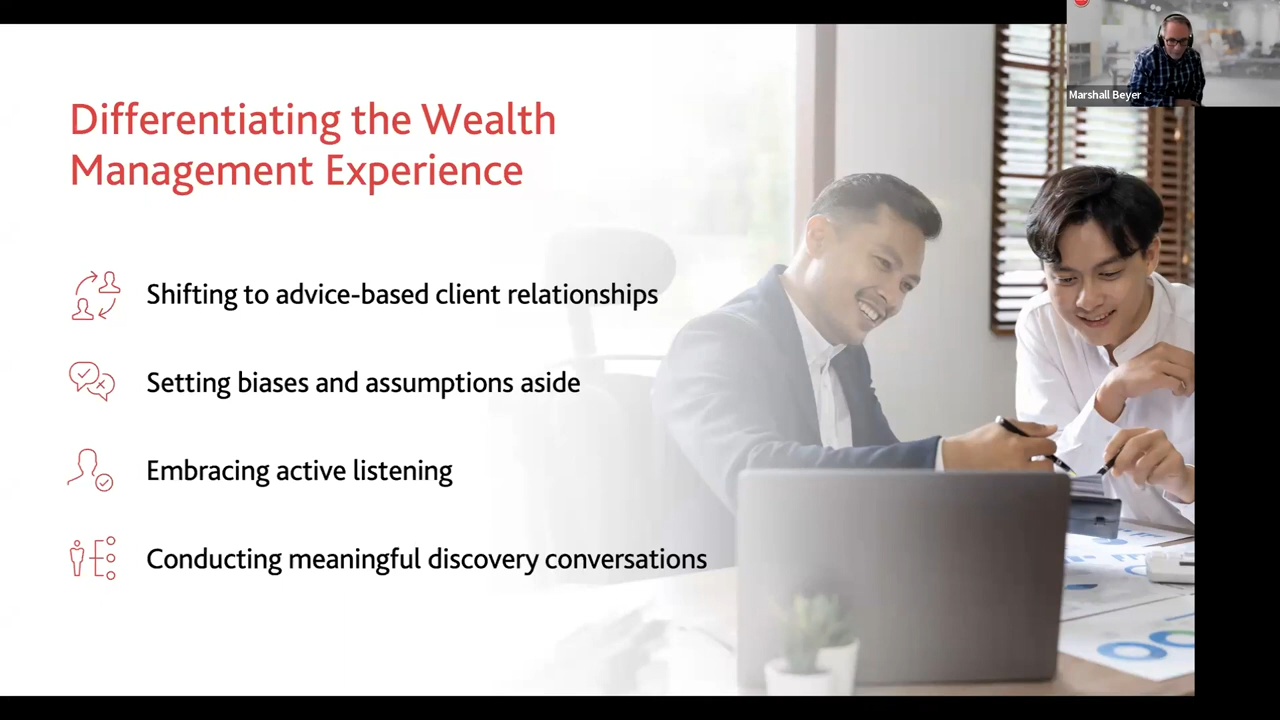 Marshall Beyer
Differentiating the Wealth
Management Experience
Shifting to advice-based client relationships
Setting biases and assumptions aside
Embracing active listening
Conducting meaningful discovery conversations